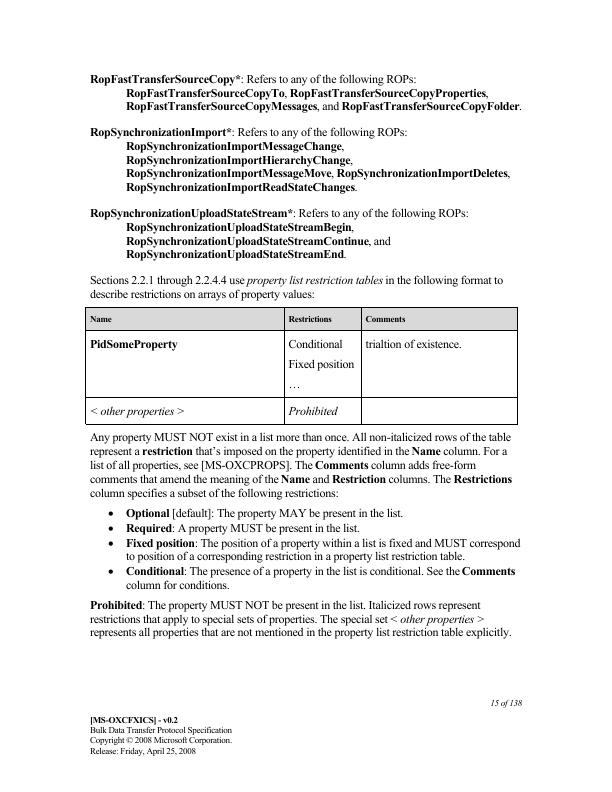 RopFastTransferSourceCopy*: Refers to any of the following ROPs:
RopFastTransferSourceCopyTo, RopFastTransferSourceCopyProperties,
RopFastTransferSourceCopyMessages, and RopFastTransferSourceCopyFolder.
RopSynchronizationImport*: Refers to any of the following ROPs:
RopSynchronizationImportMessageChange,
RopSynchronizationImportHierarchyChange,
RopSynchronizationImportMessageMove, RopSynchronizationImportDeletes,
RopSynchronizationImportReadStateChanges.
RopSynchronizationUploadStateStream*: Refers to any of the following ROPs:
RopSynchronizationUploadStateStreamBegin,
RopSynchronizationUploadStateStreamContinue, and
RopSynchronizationUploadStateStreamEnd.
Sections 2.2.1 through 2.2.4.4 use property list restriction tables in the following format to
describe restrictions on arrays of property values:
Name Restrictions Comments
PidSomeProperty Conditional trialtion of existence.
Fixed position
…
< other properties > Prohibited
Any property MUST NOT exist in a list more than once. All non-italicized rows of the table
represent a restriction that's imposed on the property identified in the Name column. For a
list of all properties, see [MS-OXCPROPS]. The Comments column adds free-form
comments that amend the meaning of the Name and Restriction columns. The Restrictions
column specifies a subset of the following restrictions:
• Optional [default]: The property MAY be present in the list.
• Required: A property MUST be present in the list.
• Fixed position: The position of a property within a list is fixed and MUST correspond
to position of a corresponding restriction in a property list restriction table.
• Conditional: The presence of a property in the list is conditional. See the Comments
column for conditions.
Prohibited: The property MUST NOT be present in the list. Italicized rows represent
restrictions that apply to special sets of properties. The special set < other properties >
represents all properties that are not mentioned in the property list restriction table explicitly.
15 of 138
[MS-OXCFXICS] - v0.2
Bulk Data Transfer Protocol Specification
Copyright © 2008 Microsoft Corporation.
Release: Friday, April 25, 2008